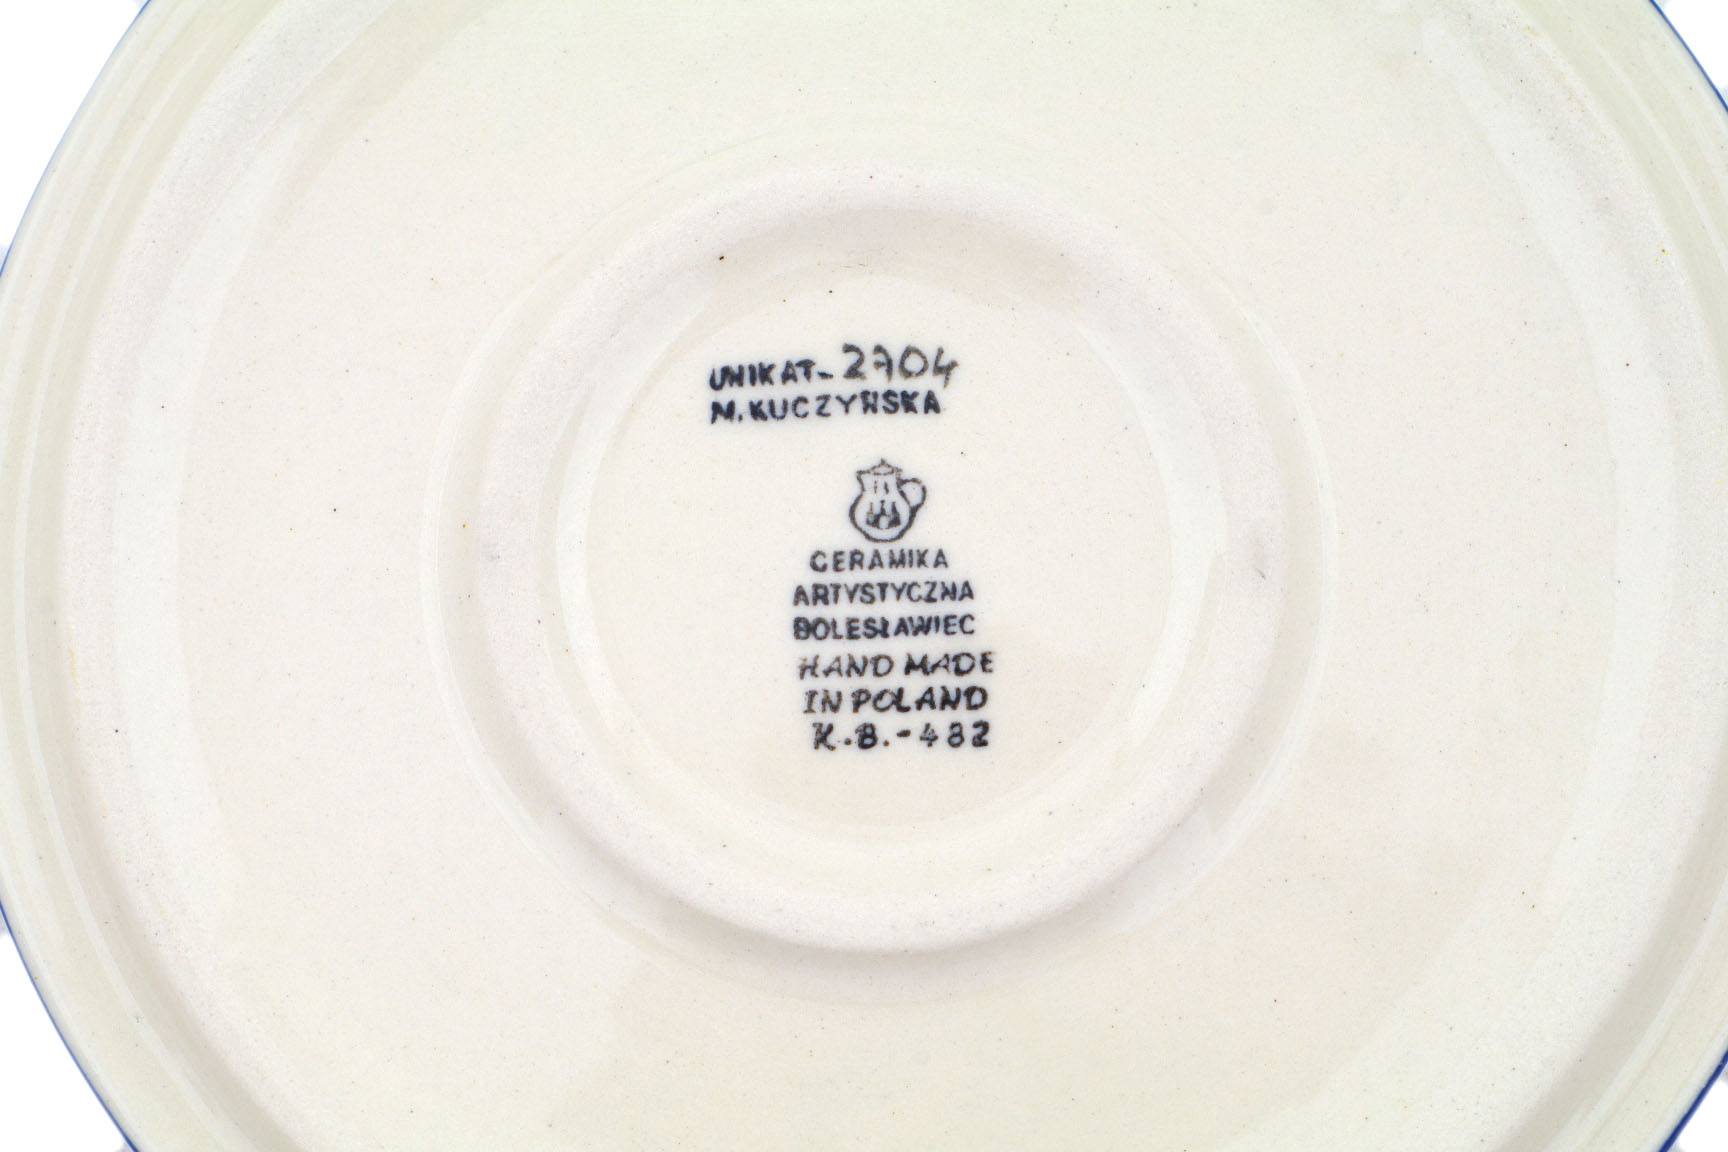 UNIKAT-2704
M.KUCZYŃSKA
CERAMIKA
ARTYSTYCZNA
BOLESŁAWIEC
HAND MADE
IN POLAND
K.B.-482